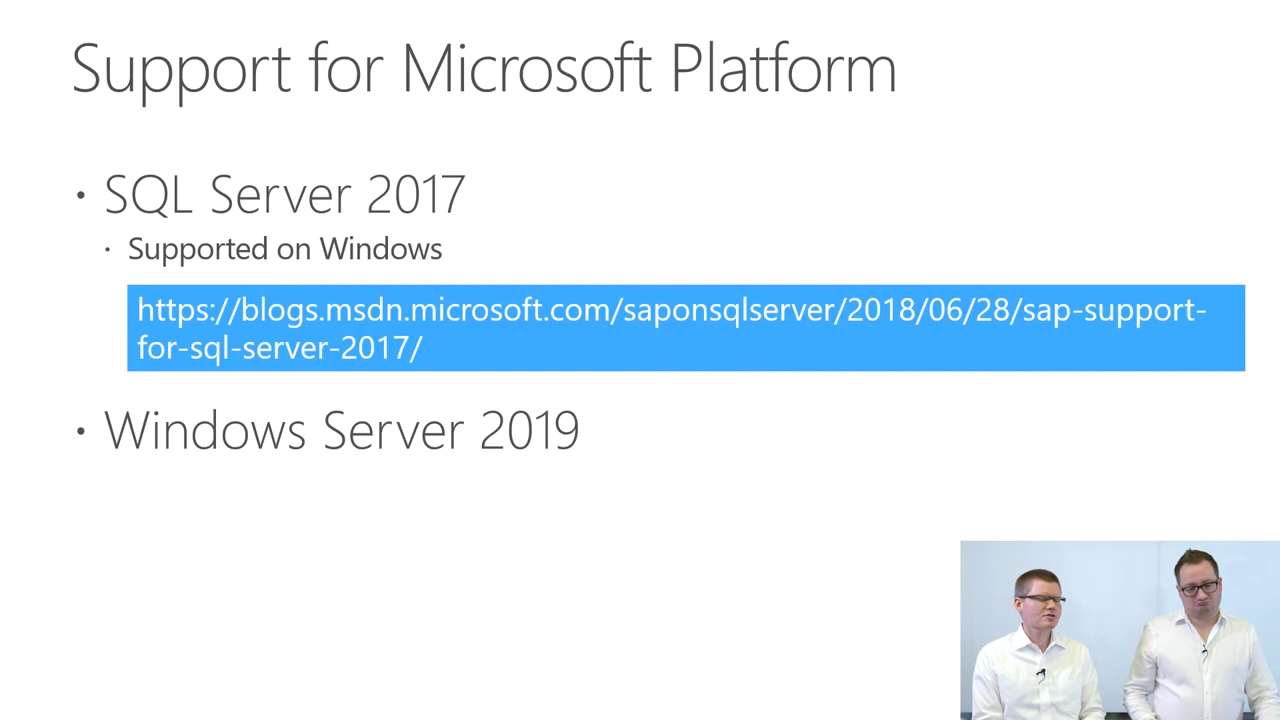 Support for Microsoft Platform
• SQL Server 2017
• Supported on Windows
https://blogs.msdn.microsoft.com/saponsqlserver/2018/06/28/sap-support-
for-sql-server-2017/
• Windows Server 2019